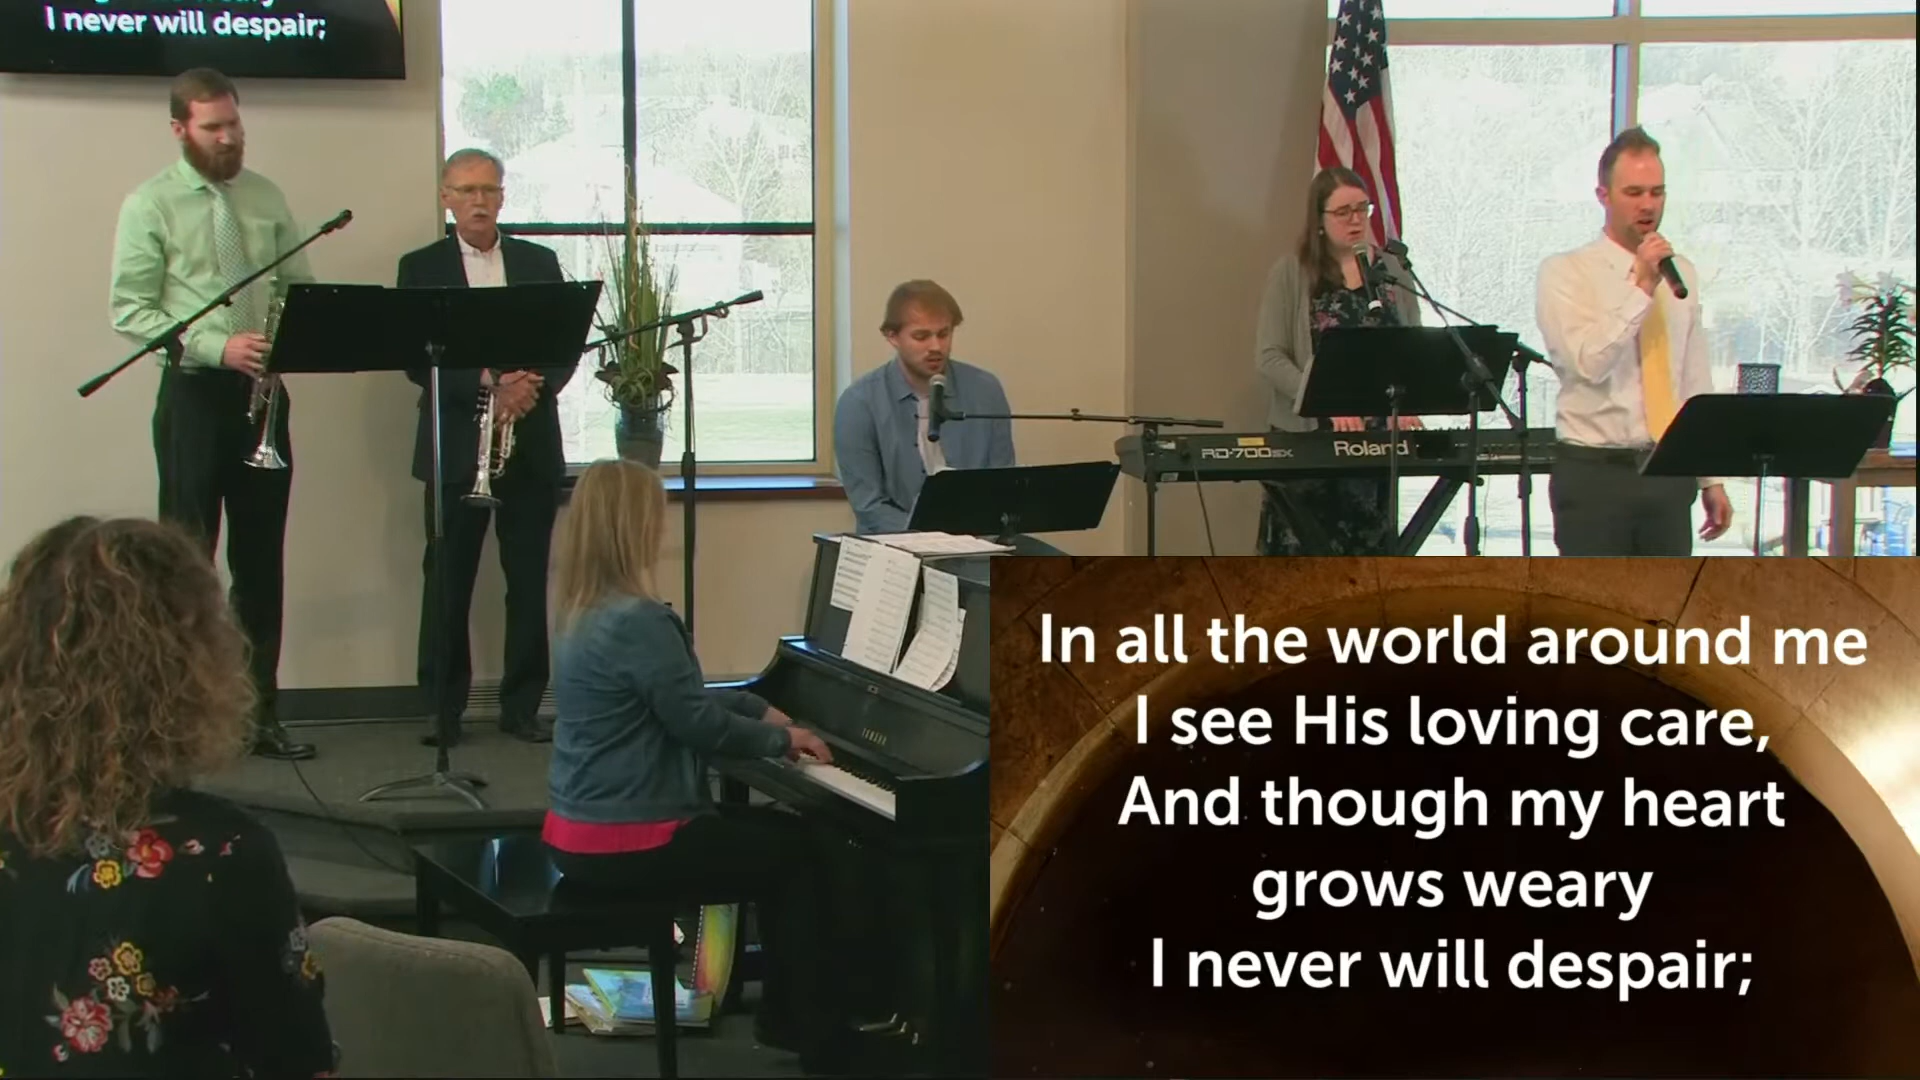 I never will despair;
RD-700SX Roland
YAMAHA
In all the world around me
I see His loving care,
And though my heart
grows weary
I never will despair;